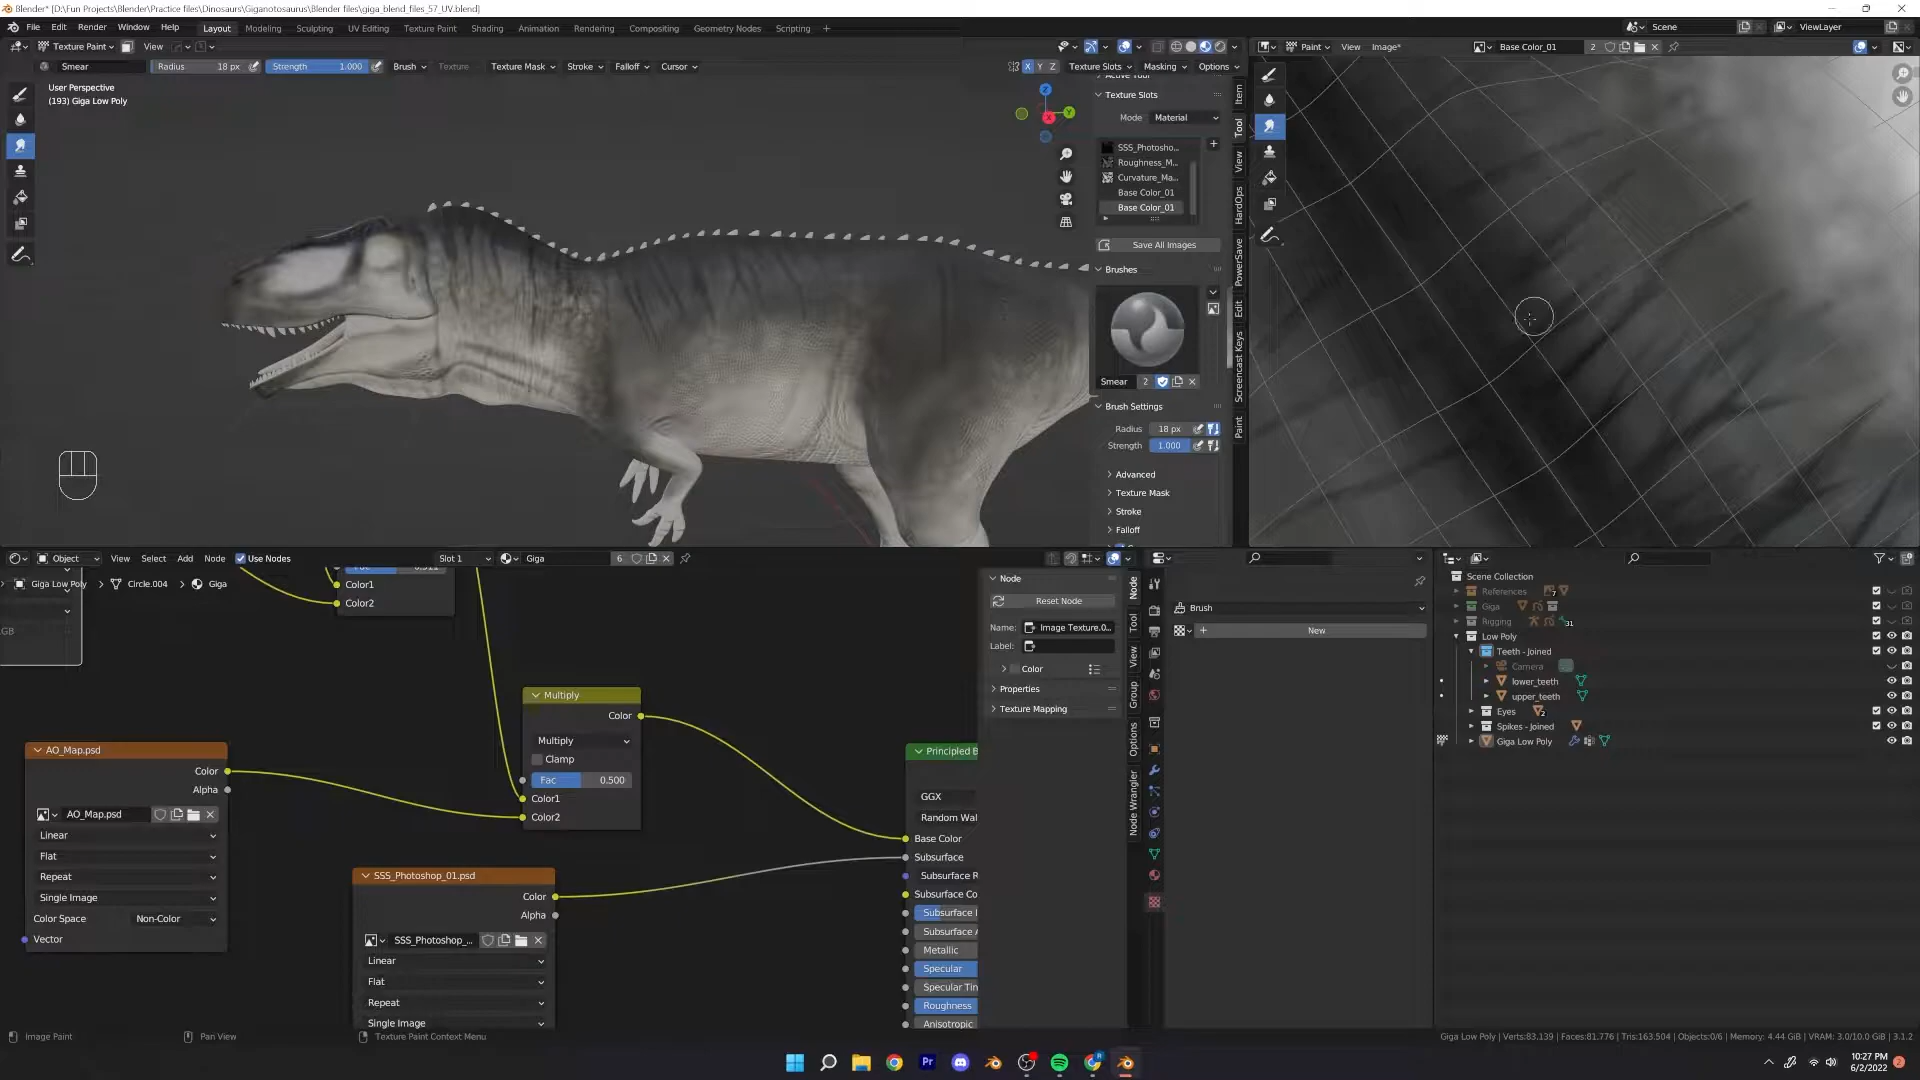 Blender* [D:\Fun Projects\Blender\Practice files\Dinosaurs\Giganotosaurus\Blender files\giga_blend_files_57_UV.blend]
File Edit Render Window Help Layout Modeling Sculpting UV Editing Texture Paint Shading Animation Rendering Compositing Geometry Nodes Scripting + Scene ViewLayer
Texture Paint View
Paint View Image* Base Color_01 2
Smear Radius 18 px Strength 1.000 Brush Texture Texture Mask Stroke Falloff Cursor X Y Z Texture Slots Masking Options
User Perspective
(193) Giga Low Poly
Z
Y
X
Texture Slots
Mode Material
SSS_Photosho...
Roughness_M...
Curvature_Ma...
Base Color_01
Base Color_01
Save All Images
Brushes
Smear 2
Brush Settings
Radius 18 px
Strength 1.000
Advanced
Texture Mask
Stroke
Falloff
Item
Tool
View
HardOps
PowerSave
Edit
Screencast Keys
Paint
Object View Select Add Node Use Nodes Slot 1 Giga 6
Giga Low Poly Circle.004 Giga
Color1
Color2
Multiply
Color
Multiply
Clamp
Fac 0.500
Color1
Color2
AO_Map.psd
Color
Alpha
AO_Map.psd
Linear
Flat
Repeat
Single Image
Color Space Non-Color
Vector
SSS_Photoshop_01.psd
Color
Alpha
SSS_Photoshop_...
Linear
Flat
Repeat
Single Image
Principled B
GGX
Random Wal
Base Color
Subsurface
Subsurface R
Subsurface Co
Subsurface I
Subsurface A
Metallic
Specular
Specular Tin
Roughness
Anisotropic
Node
Reset Node
Name: Image Texture.0...
Label:
Color
Properties
Texture Mapping
Node
Tool
View
Group
Options
Node Wrangler
Brush
New
Scene Collection
References 7
Giga
Rigging 31
Low Poly
Teeth - Joined
Camera
lower_teeth
upper_teeth
Eyes 2
Spikes - Joined
Giga Low Poly
Image Paint Pan View Texture Paint Context Menu
Giga Low Poly | Verts:83,139 | Faces:81,776 | Tris:163,504 | Objects:0/6 | Memory: 4.44 GiB | VRAM: 3.0/10.0 GiB | 3.1.2
10:27 PM
6/2/2022
2